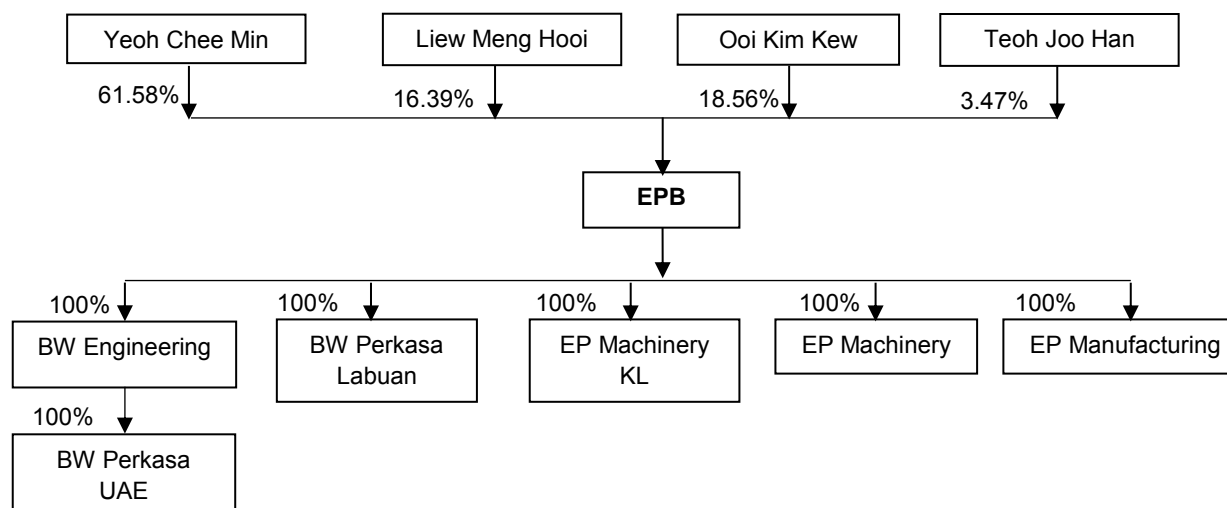 Yeoh Chee Min
Liew Meng Hooi
Ooi Kim Kew
Teoh Joo Han
61.58%
16.39%
18.56%
3.47%
EPB
100%
100%
100%
100%
100%
BW Engineering
BW Perkasa
Labuan
EP Machinery
KL
EP Machinery
EP Manufacturing
100%
BW Perkasa
UAE